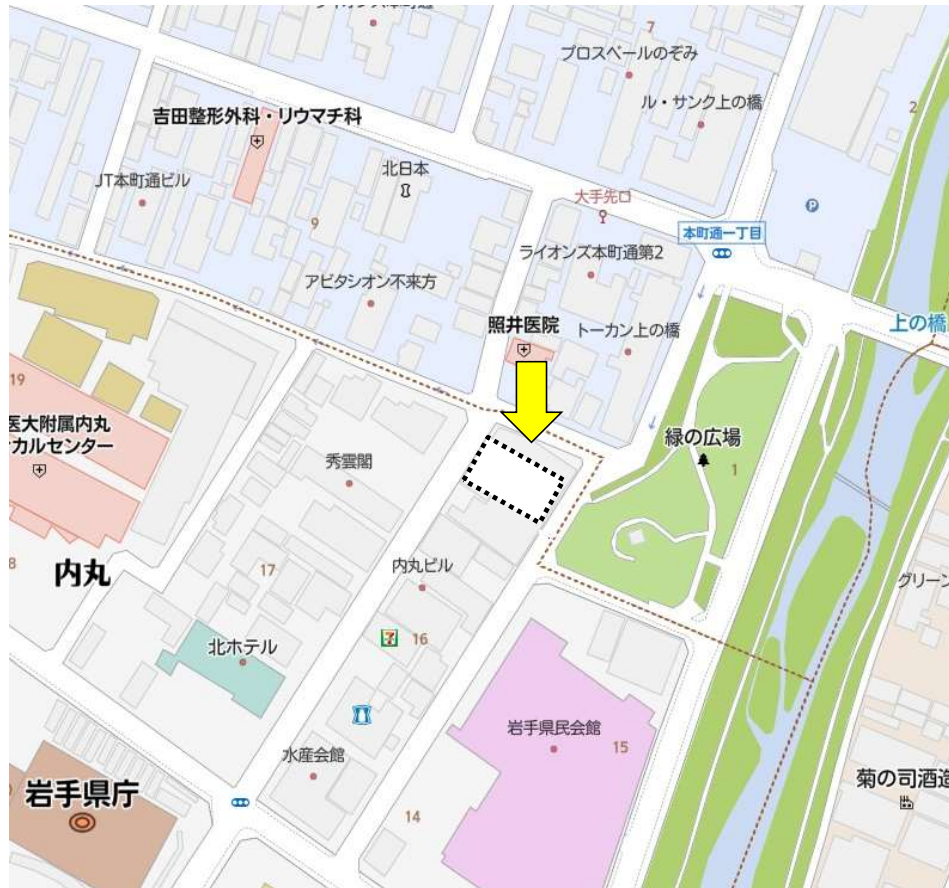 7
プロスペールのぞみ
ル・サンク上の橋
2
吉田整形外科・リウマチ科
北日本
JT本町通ビル
大手先口
P
9
本町通一丁目
ライオンズ本町通第2
アビタシオン不来方
照井医院
トーカン上の橋
上の橋
19
医大附属内丸
カルセンター
緑の広場
1
秀雲閣
内丸
17
内丸ビル
グリーン
7
16
北ホテル
岩手県民会館
15
水産会館
岩手県庁
菊の司酒造
14